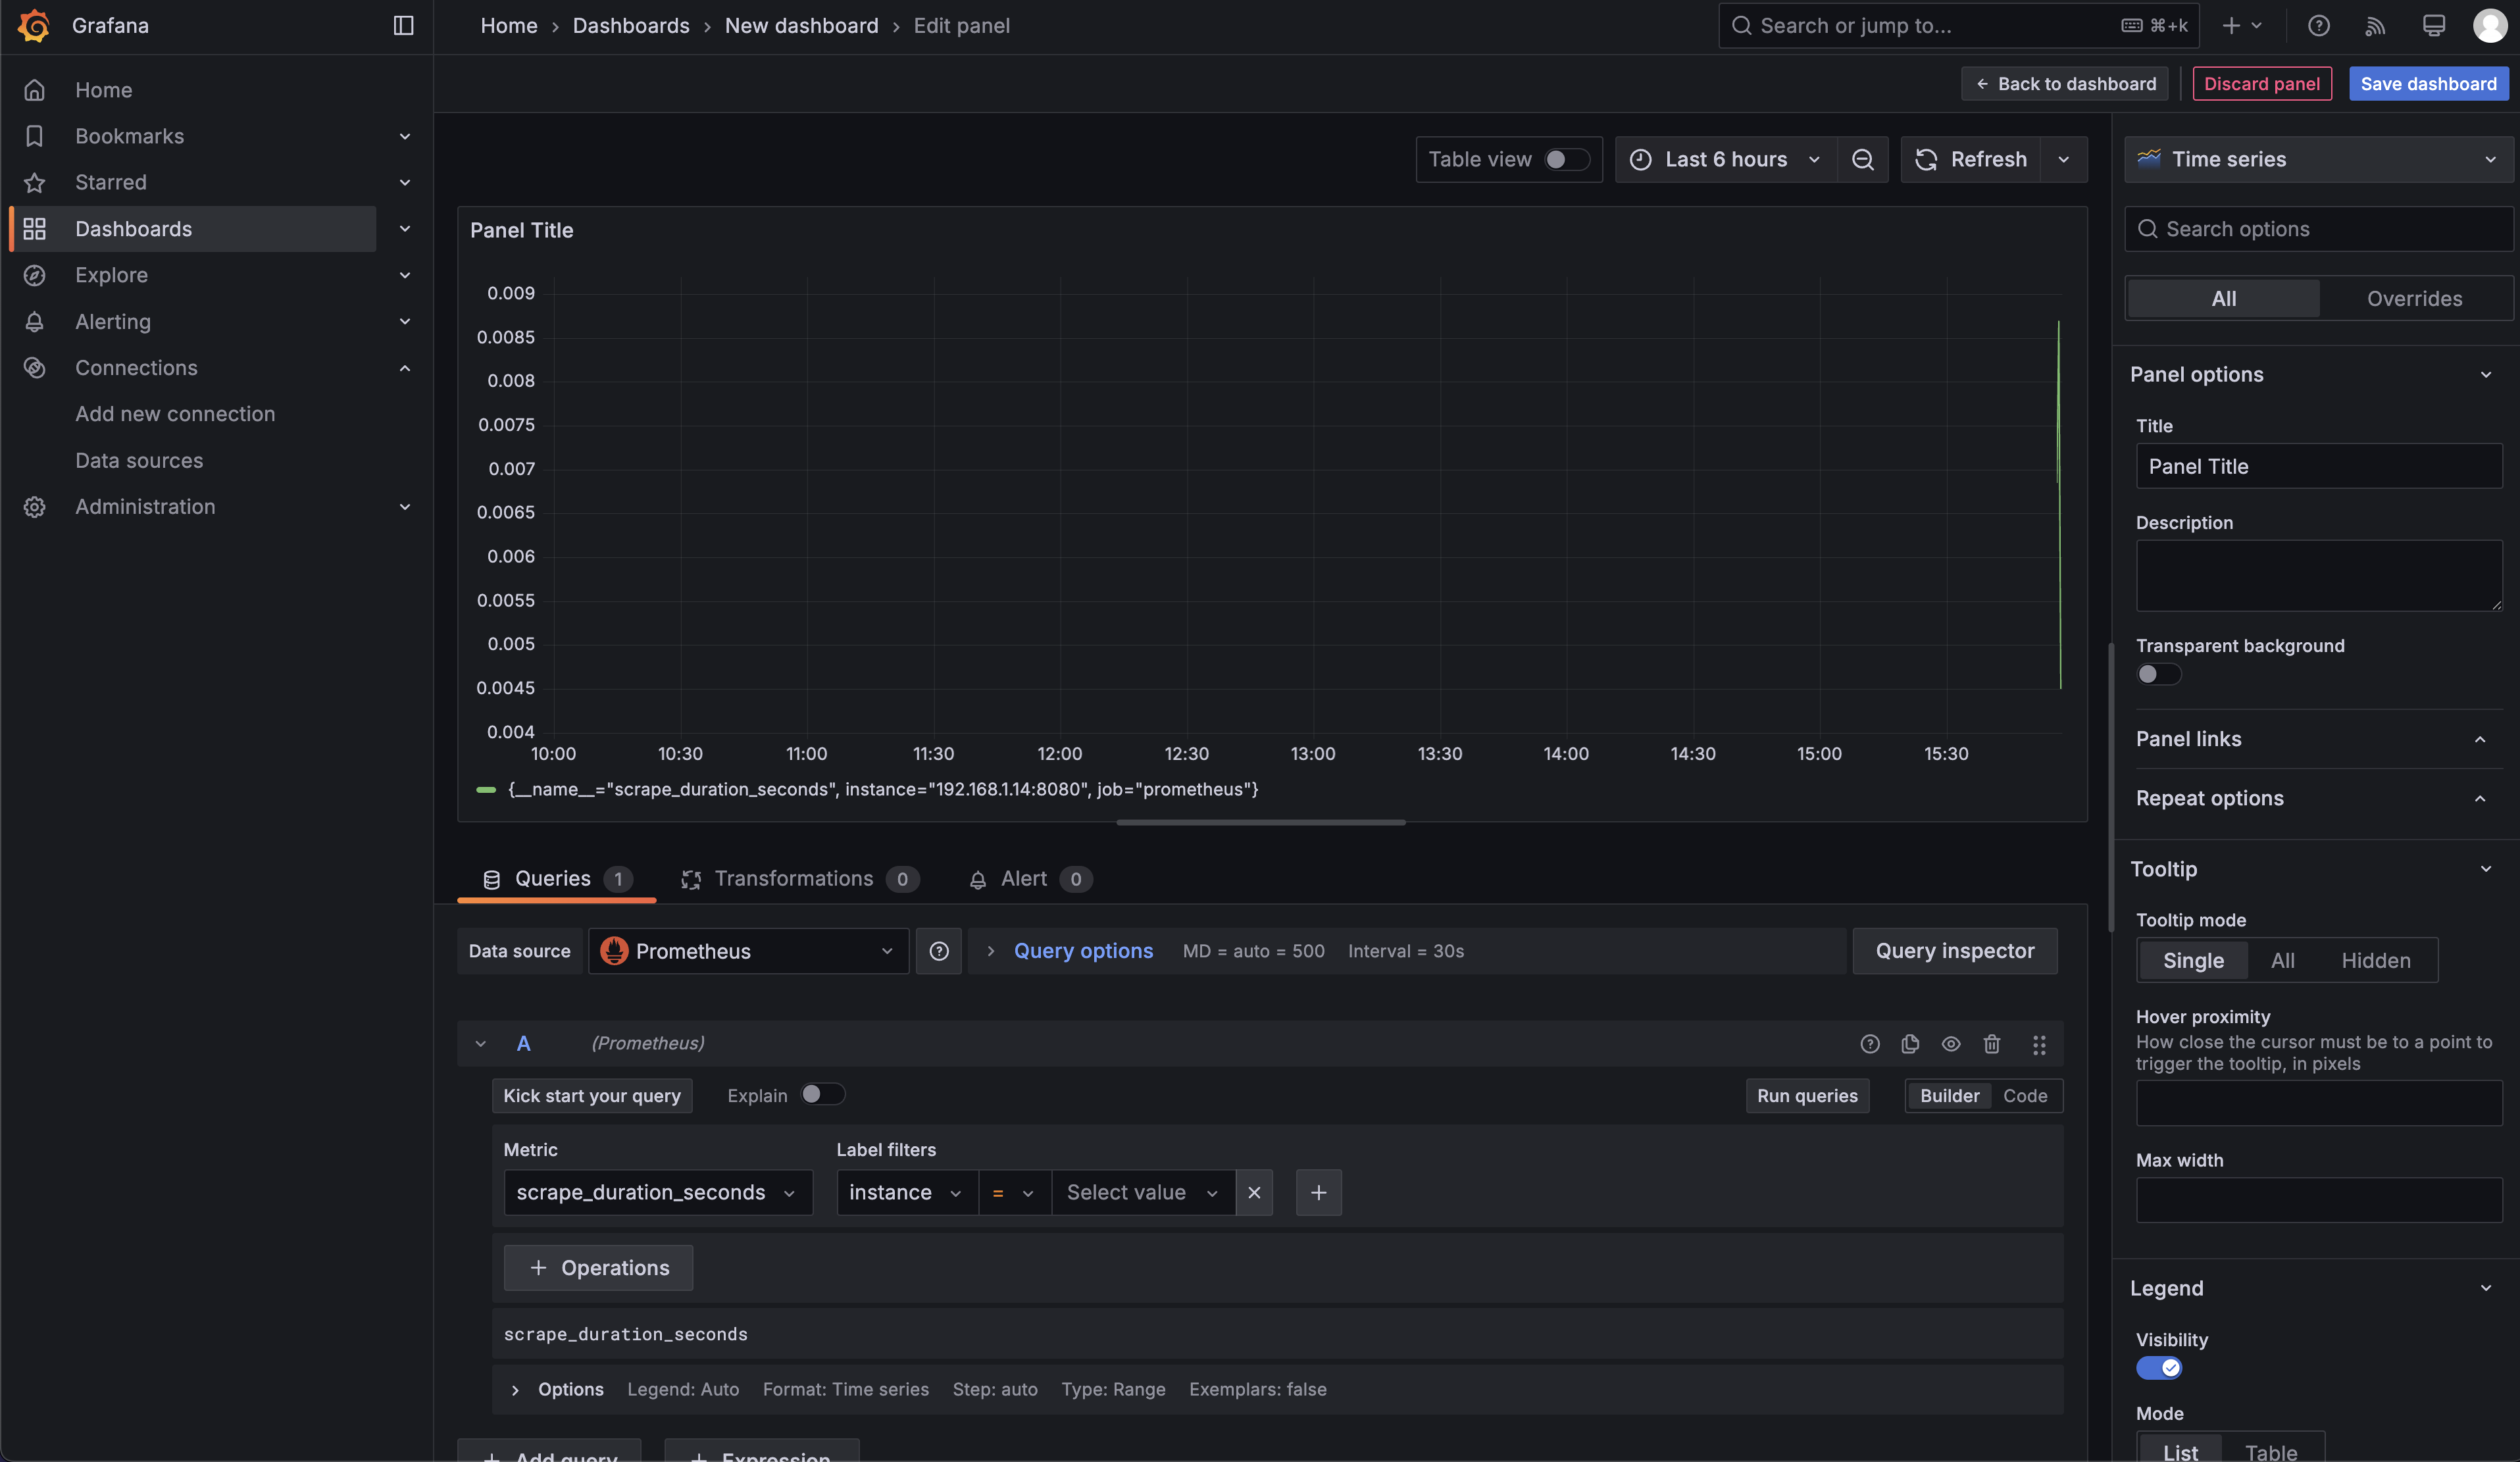 Grafana
Home › Dashboards › New dashboard › Edit panel
Search or jump to...
⌘+k
Back to dashboard
Discard panel
Save dashboard
Home
Bookmarks
Starred
Dashboards
Explore
Alerting
Connections
Add new connection
Data sources
Administration
Table view
Last 6 hours
Refresh
Panel Title
0.009
0.0085
0.008
0.0075
0.007
0.0065
0.006
0.0055
0.005
0.0045
0.004
10:00 10:30 11:00 11:30 12:00 12:30 13:00 13:30 14:00 14:30 15:00 15:30
{__name__="scrape_duration_seconds", instance="192.168.1.14:8080", job="prometheus"}
Queries 1
Transformations 0
Alert 0
Data source
Prometheus
Query options
MD = auto = 500
Interval = 30s
Query inspector
A
(Prometheus)
Kick start your query
Explain
Run queries
Builder
Code
Metric
Label filters
scrape_duration_seconds
instance
=
Select value
+ Operations
scrape_duration_seconds
Options Legend: Auto Format: Time series Step: auto Type: Range Exemplars: false
+ Add query
+ Expression
Time series
Search options
All
Overrides
Panel options
Title
Panel Title
Description
Transparent background
Panel links
Repeat options
Tooltip
Tooltip mode
Single All Hidden
Hover proximity
How close the cursor must be to a point to
trigger the tooltip, in pixels
Max width
Legend
Visibility
Mode
List Table